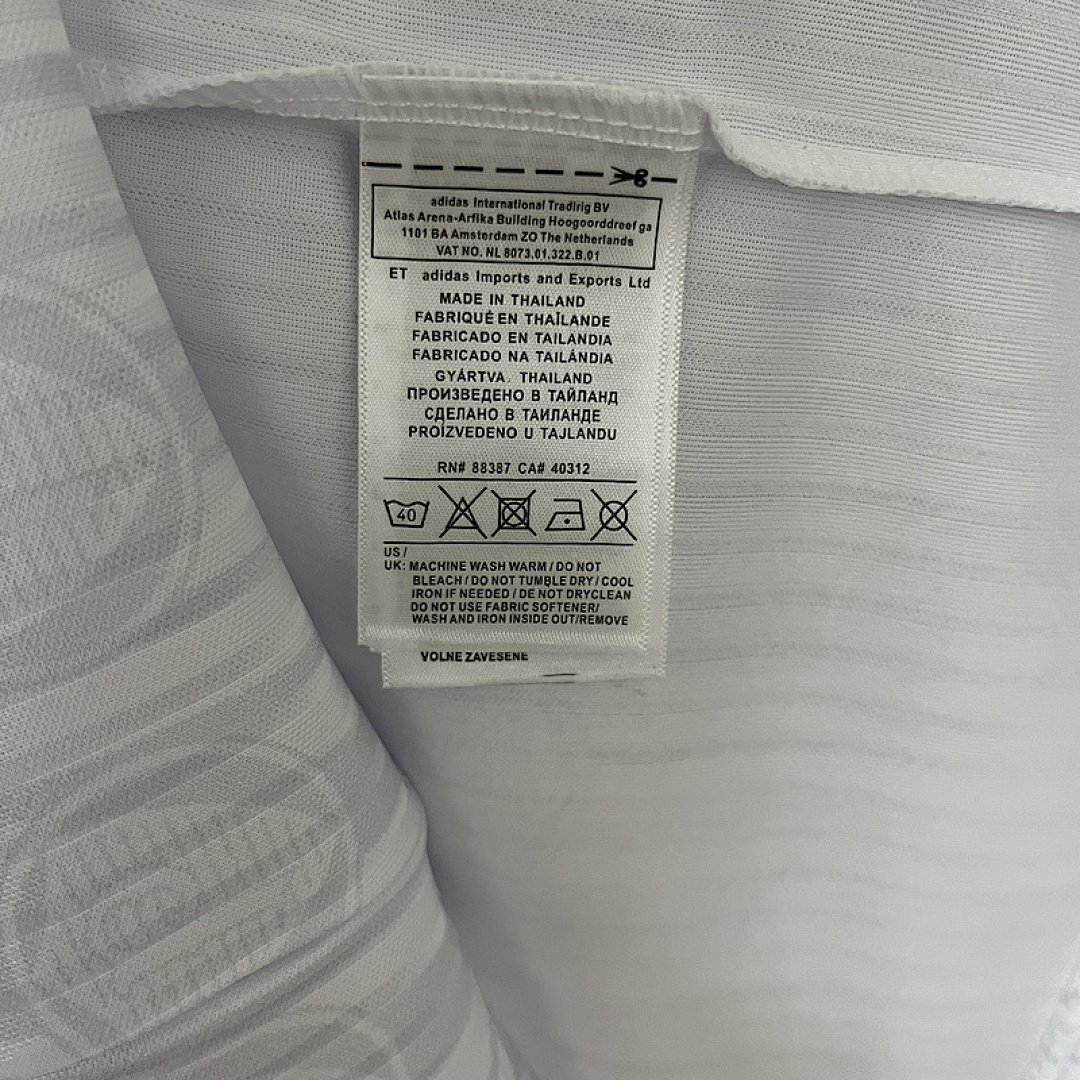 adidas International Tradirig BV
Atlas Arena-Arfika Building Hoogoorddreef ga
1101 BA Amsterdam ZO The Netherlands
VAT NO. NL 8073.01.322.B.01
ET adidas Imports and Exports Ltd
MADE IN THAILAND
FABRIQUÉ EN THAÏLANDE
FABRICADO EN TAILANDIA
FABRICADO NA TAILÁNDIA
GYÁRTVA. THAILAND
ПРОИЗВЕДЕНО В ТАЙЛАНД
СДЕЛАНО В ТАИЛАНДЕ
PROÍZVEDENO U TAJLANDU
RN# 88387 CA# 40312
40
US /
UK: MACHINE WASH WARM / DO NOT
BLEACH / DO NOT TUMBLE DRY / COOL
IRON IF NEEDED / DE NOT DRYCLEAN
DO NOT USE FABRIC SOFTENER/
WASH AND IRON INSIDE OUT/REMOVE
VOLNE ZAVESENE